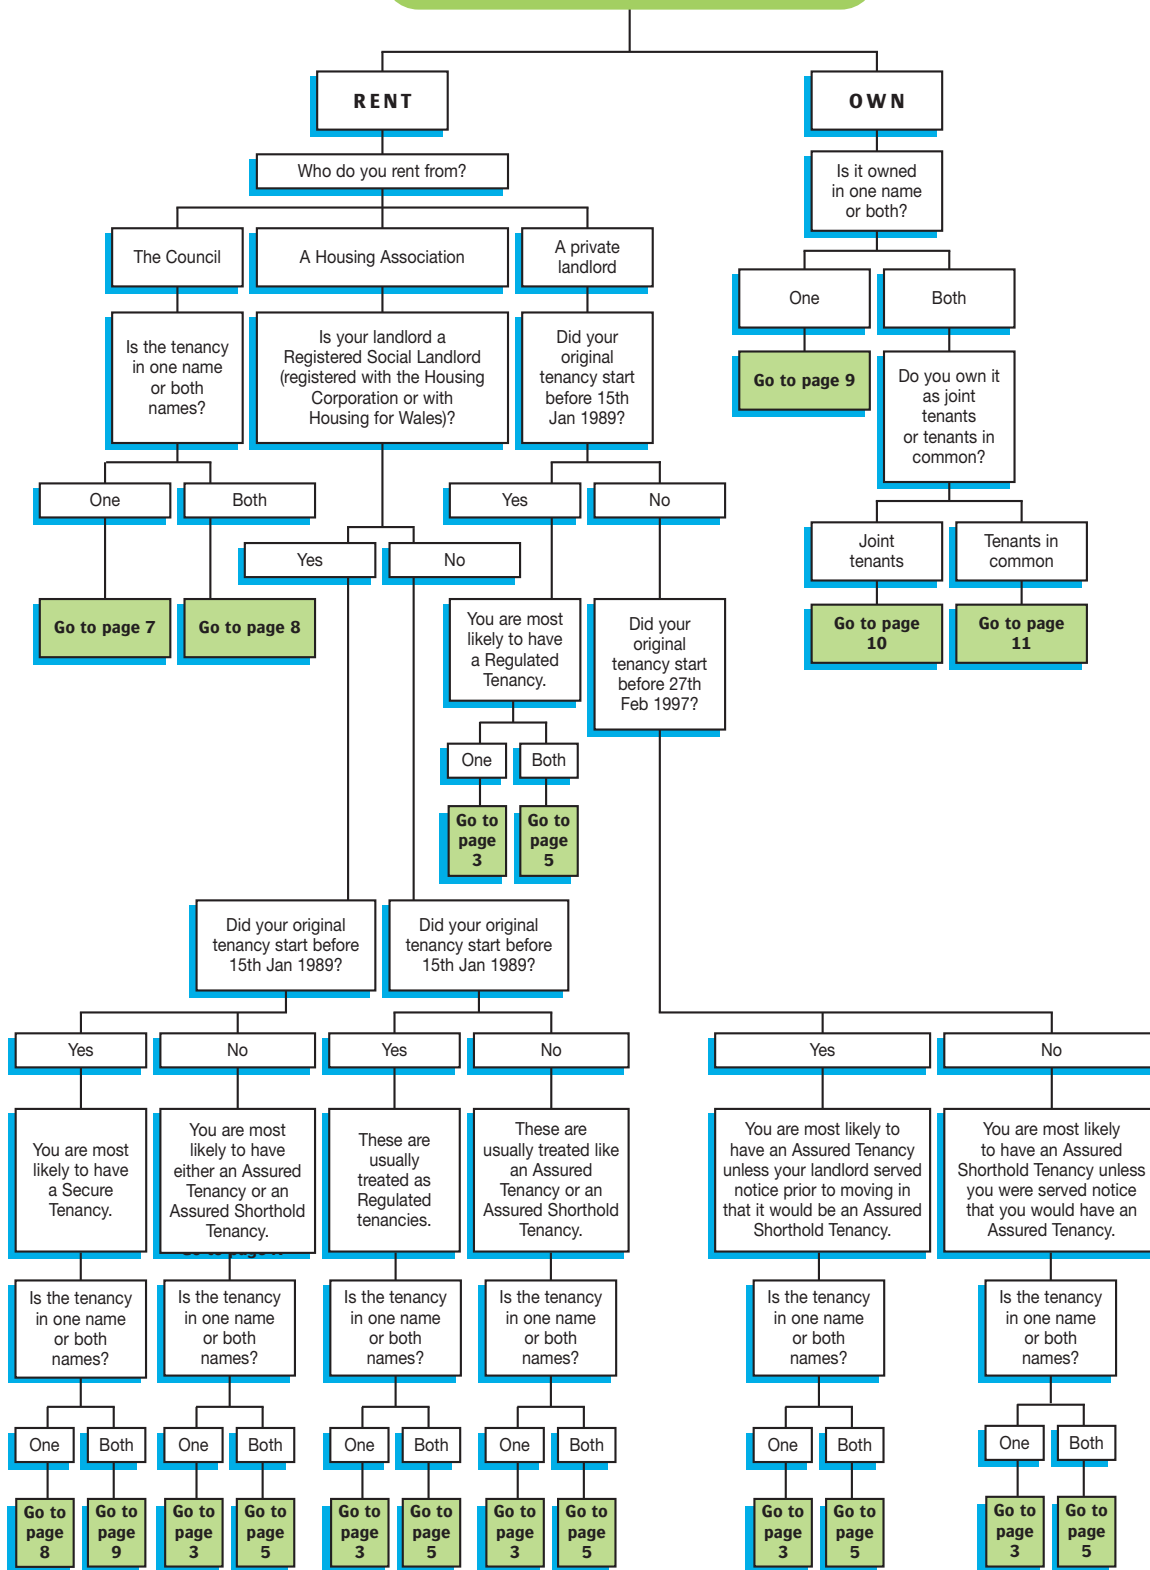 RENT
OWN
Who do you rent from?
Is it owned
in one name
or both?
The Council
A Housing Association
A private
landlord
One
Both
Is the tenancy
in one name
or both
names?
Is your landlord a
Registered Social Landlord
(registered with the Housing
Corporation or with
Housing for Wales)?
Did your
original
tenancy start
before 15th
Jan 1989?
Go to page 9
Do you own it
as joint
tenants
or tenants in
common?
One
Both
Yes
No
Yes
No
Joint
tenants
Tenants in
common
Go to page 7
Go to page 8
You are most
likely to have
a Regulated
Tenancy.
Did your
original
tenancy start
before 27th
Feb 1997?
Go to page
10
Go to page
11
One
Both
Go to
page
3
Go to
page
5
Did your original
tenancy start before
15th Jan 1989?
Did your original
tenancy start before
15th Jan 1989?
Yes
No
Yes
No
Yes
No
You are most
likely to have
a Secure
Tenancy.
You are most
likely to have
either an Assured
Tenancy or an
Assured Shorthold
Tenancy.
These are
usually
treated as
Regulated
tenancies.
These are
usually treated like
an Assured
Tenancy or an
Assured Shorthold
Tenancy.
You are most likely to
have an Assured Tenancy
unless your landlord served
notice prior to moving in
that it would be an Assured
Shorthold Tenancy.
You are most likely
to have an Assured
Shorthold Tenancy unless
you were served notice
that you would have an
Assured Tenancy.
Is the tenancy
in one name
or both
names?
Is the tenancy
in one name
or both
names?
Is the tenancy
in one name
or both
names?
Is the tenancy
in one name
or both
names?
Is the tenancy
in one name
or both
names?
Is the tenancy
in one name
or both
names?
One
Both
One
Both
One
Both
One
Both
One
Both
One
Both
Go to
page
8
Go to
page
9
Go to
page
3
Go to
page
5
Go to
page
3
Go to
page
5
Go to
page
3
Go to
page
5
Go to
page
3
Go to
page
5
Go to
page
3
Go to
page
5